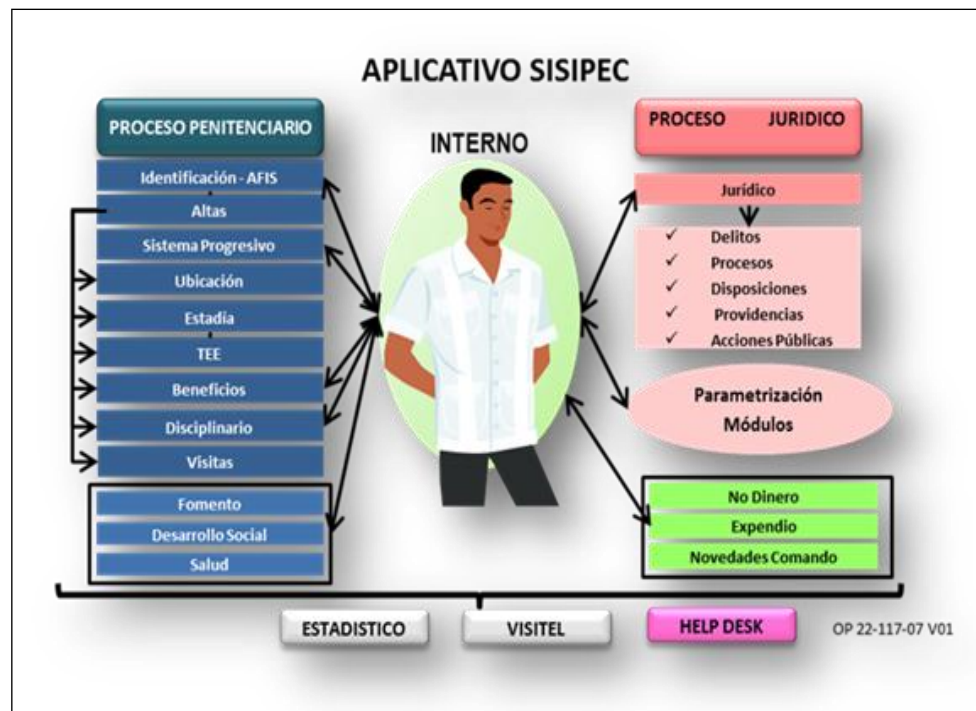 APLICATIVO SISIPEC
PROCESO PENITENCIARIO
Identificación - AFIS
Altas
Sistema Progresivo
Ubicación
Estadía
TEE
Beneficios
Disciplinario
Visitas
Fomento
Desarrollo Social
Salud
INTERNO
PROCESO JURIDICO
Jurídico
✓ Delitos
✓ Procesos
✓ Disposiciones
✓ Providencias
✓ Acciones Públicas
Parametrización
Módulos
No Dinero
Expendio
Novedades Comando
ESTADISTICO
VISITEL
HELP DESK
OP 22-117-07 V01